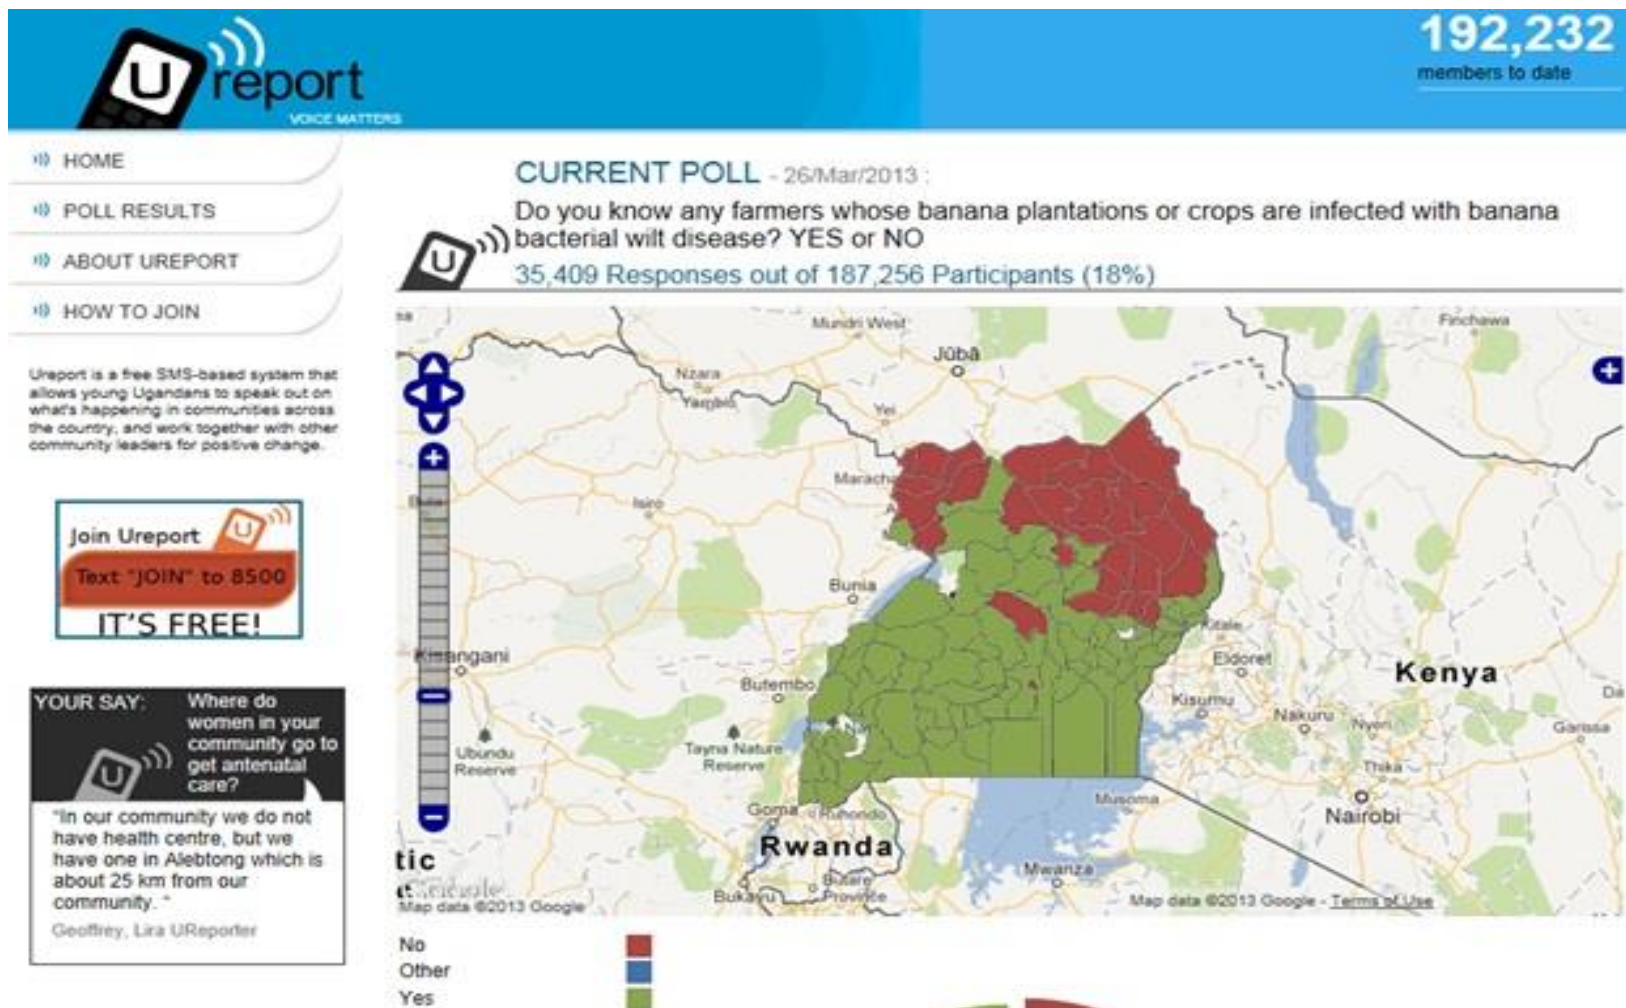 U report
VOICE MATTERS
192,232
members to date
HOME
POLL RESULTS
ABOUT UREPORT
HOW TO JOIN
Ureport is a free SMS-based system that
allows young Ugandans to speak out on
what's happening in communities across
the country, and work together with other
community leaders for positive change.
Join Ureport U
Text "JOIN" to 8500
IT'S FREE!
YOUR SAY:
Where do
women in your
community go to
get antenatal
care?
U
"In our community we do not
have health centre, but we
have one in Alebtong which is
about 25 km from our
community. "
Geoffrey, Lira UReporter
CURRENT POLL - 26/Mar/2013 :
Do you know any farmers whose banana plantations or crops are infected with banana
bacterial wilt disease? YES or NO
U
35,409 Responses out of 187,256 Participants (18%)
Mundri West
Finchawa
Jūbā
Nzara
Yambio
Yei
Maracha
Isiro
Bunia
Kitale
Kisangani
Eldoret
Kenya
Butembo
Kisumu
Nakuru
Nyeri
Garissa
Ubundu
Reserve
Tayna Nature
Reserve
Thika
Musoma
Goma
Ruhondo
Nairobi
Rwanda
tic
Mwanza
Bukavu
Butare
Province
Map data ©2013 Google
Map data ©2013 Google - Terms of Use
No
Other
Yes